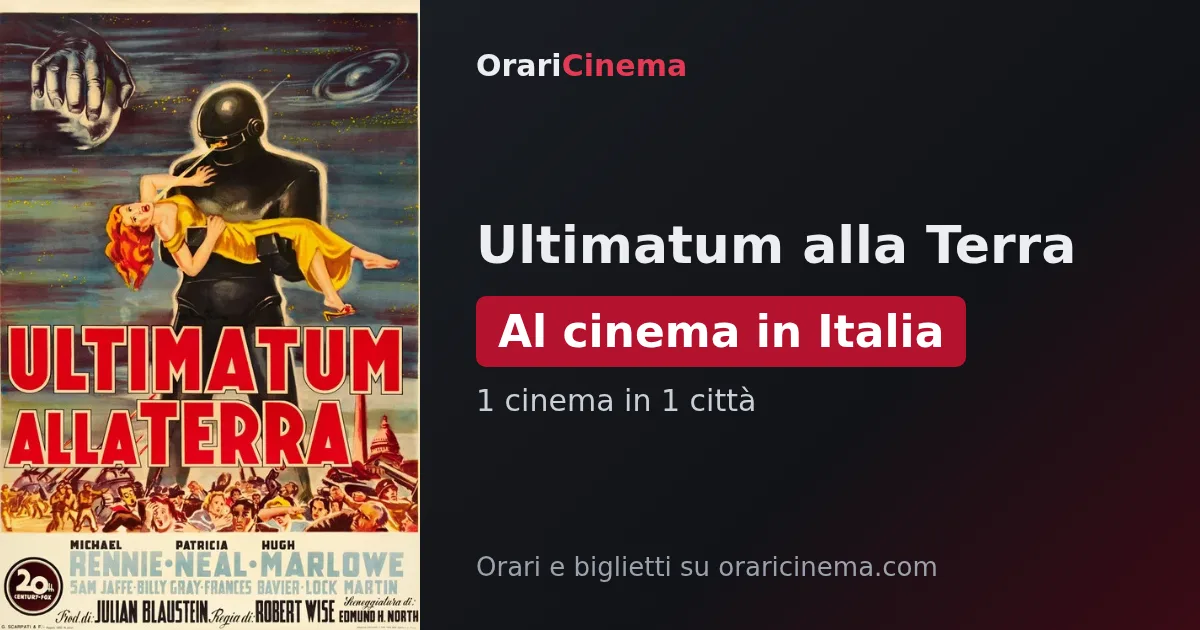 ULTIMATUM
ALLA TERRA
MICHAEL PATRICIA HUGH
RENNIE·NEAL·MARLOWE
SAM JAFFE·BILLY GRAY·FRANCES BAVIER·LOCK MARTIN
Prod. di: JULIAN BLAUSTEIN Regia di: ROBERT WISE Sceneggiatura di: EDMUND H. NORTH
20th
CENTURY-FOX
OrariCinema
Ultimatum alla Terra
Al cinema in Italia
1 cinema in 1 città
Orari e biglietti su oraricinema.com